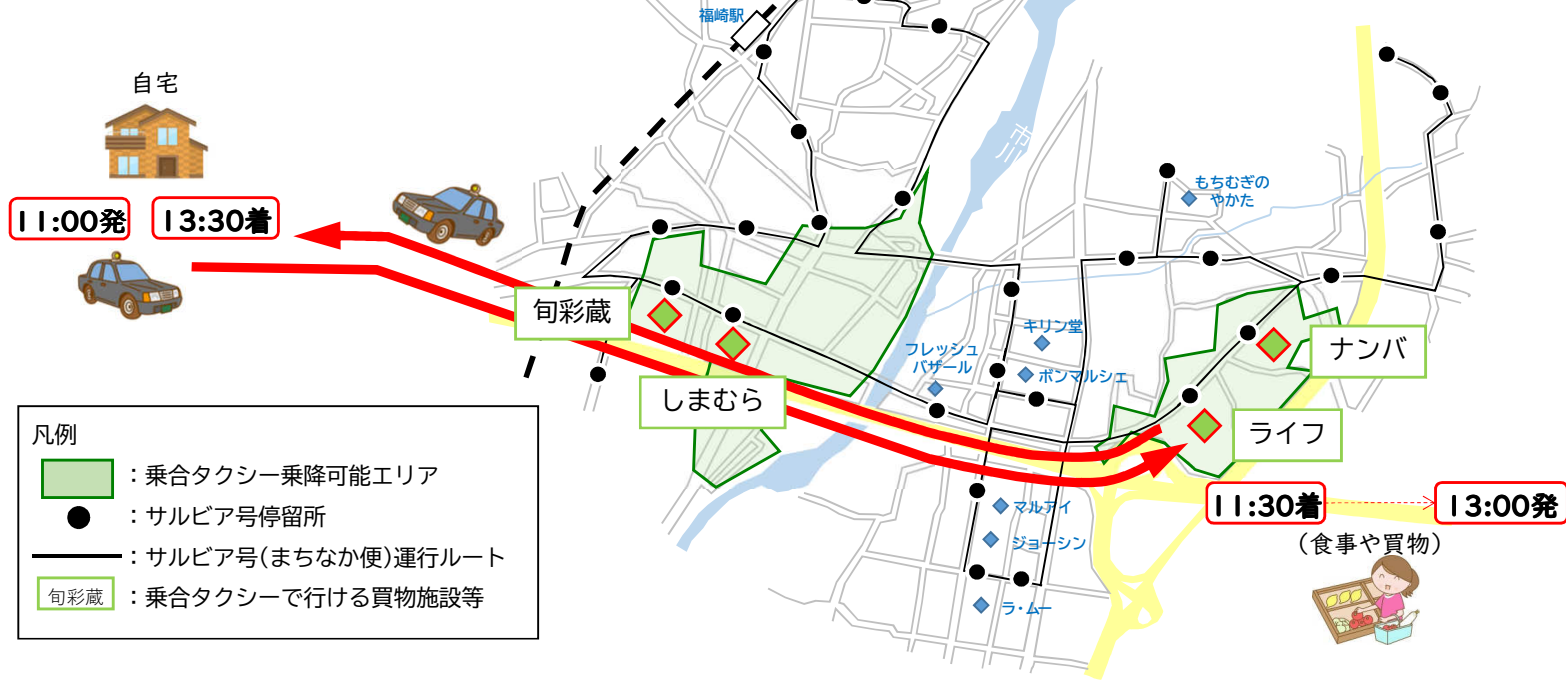 福崎駅
自宅
11:00発
13:30着
市川
もちむぎの
やかた
旬彩蔵
しまむら
フレッシュ
バザール
キリン堂
ボンマルシェ
ナンバ
ライフ
凡例
：乗合タクシー乗降可能エリア
：サルビア号停留所
：サルビア号(まちなか便)運行ルート
旬彩蔵
：乗合タクシーで行ける買物施設等
マルアイ
ジョーシン
ラ・ムー
11:30着
13:00発
(食事や買物)